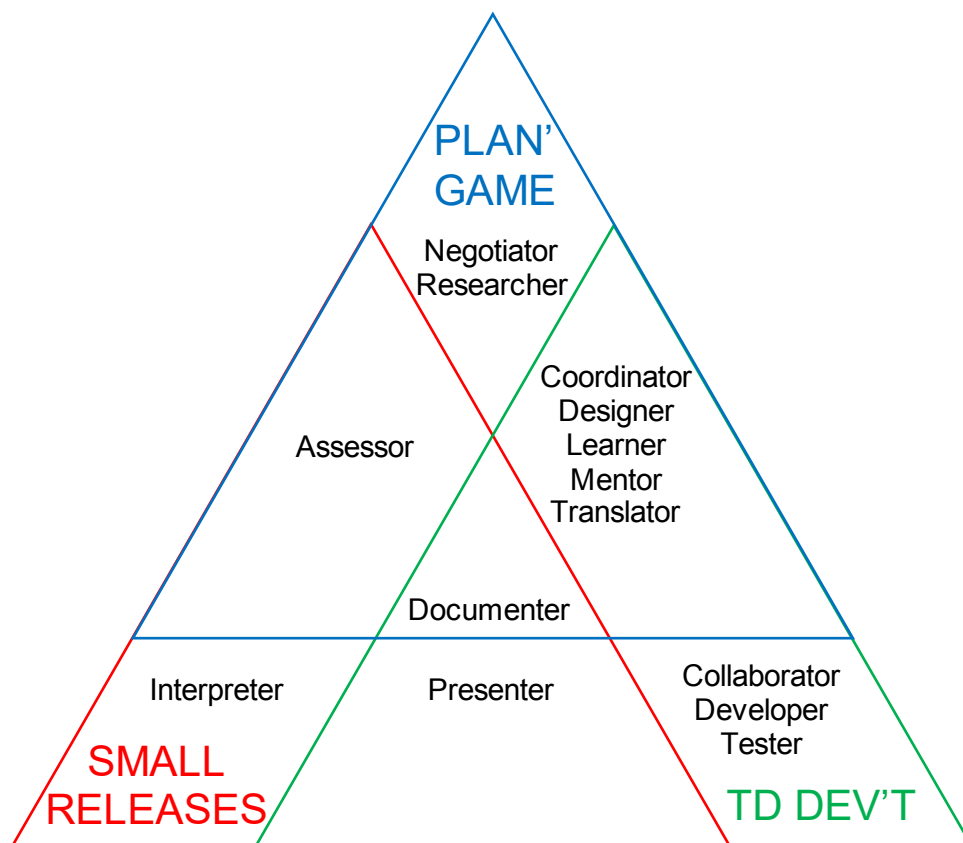 PLAN’
GAME
Negotiator
Researcher
Coordinator
Designer
Learner
Mentor
Translator
Assessor
Documenter
Interpreter
Presenter
Collaborator
Developer
Tester
SMALL
RELEASES
TD DEV’T